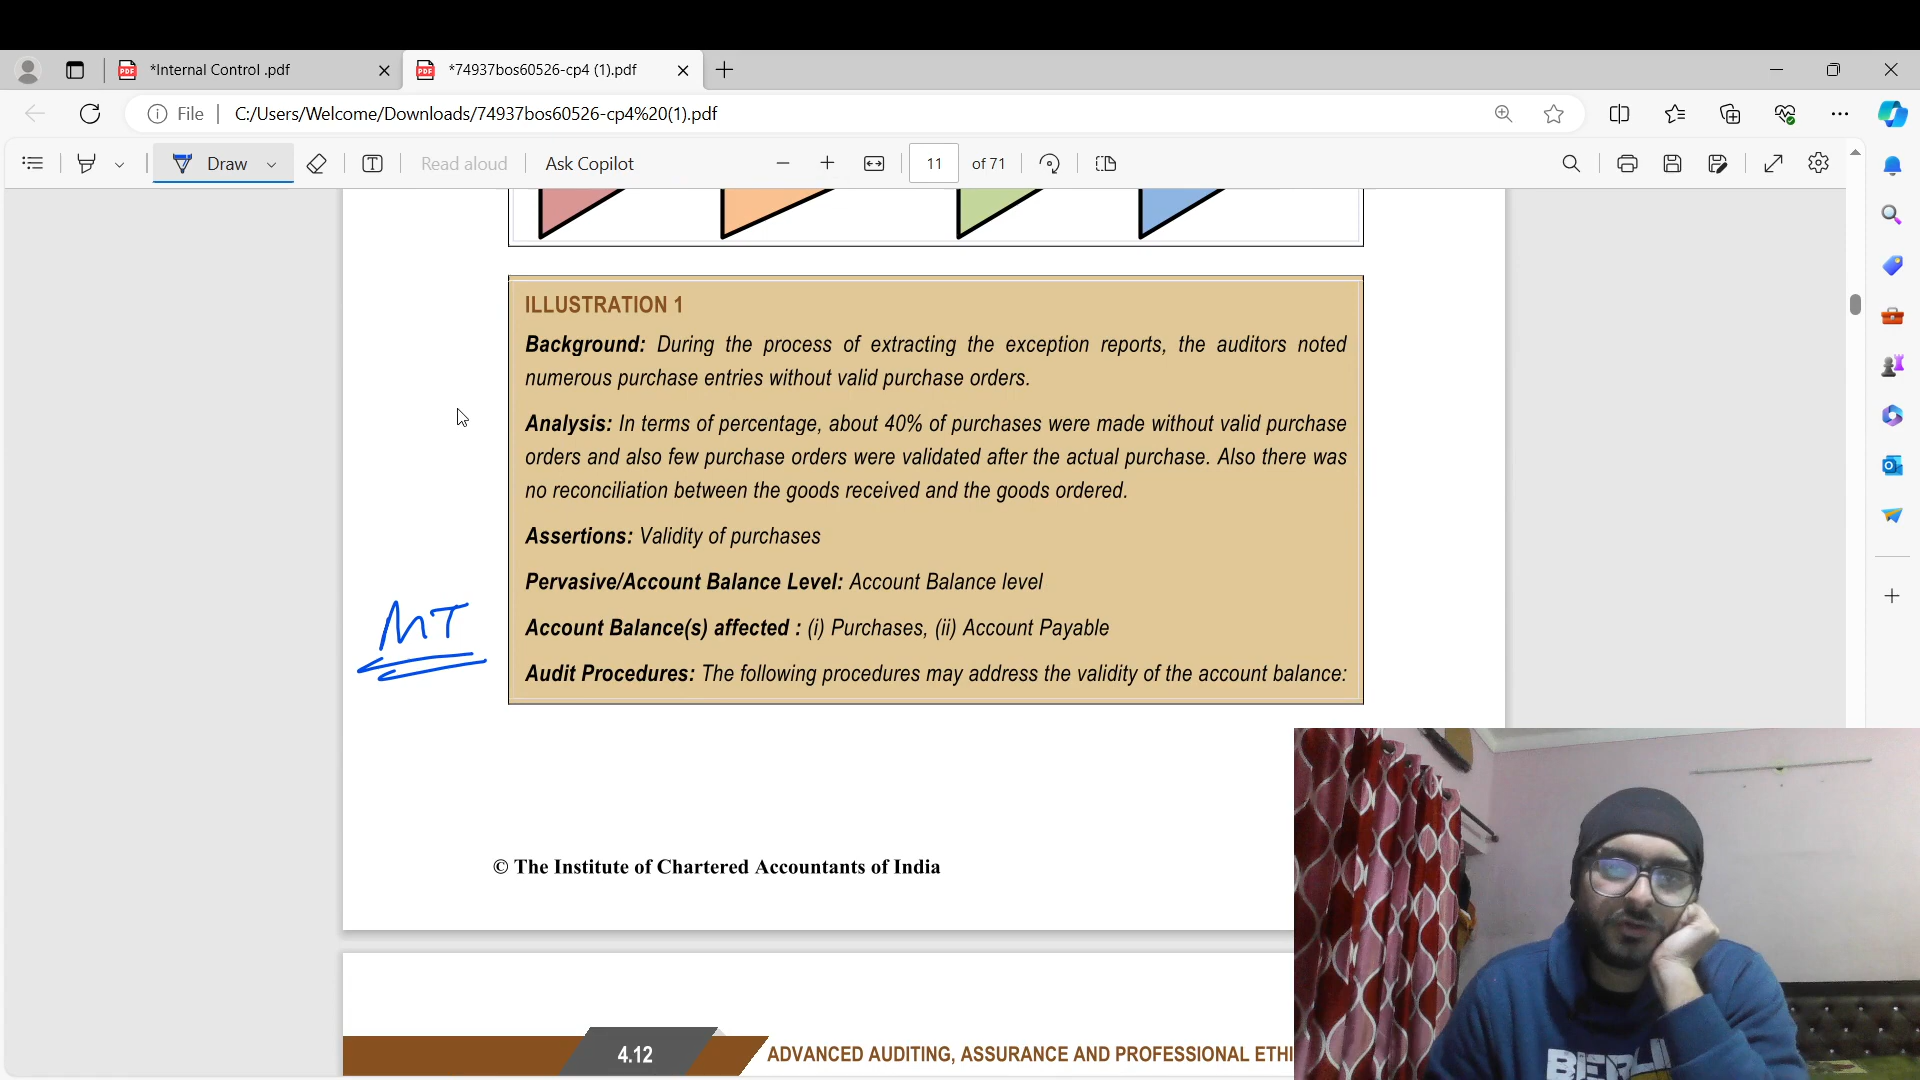 *Internal Control .pdf
*74937bos60526-cp4 (1).pdf
File
C:/Users/Welcome/Downloads/74937bos60526-cp4%20(1).pdf
Draw
Read aloud
Ask Copilot
11 of 71
ILLUSTRATION 1
Background: During the process of extracting the exception reports, the auditors noted
numerous purchase entries without valid purchase orders.
Analysis: In terms of percentage, about 40% of purchases were made without valid purchase
orders and also few purchase orders were validated after the actual purchase. Also there was
no reconciliation between the goods received and the goods ordered.
Assertions: Validity of purchases
Pervasive/Account Balance Level: Account Balance level
MT
Account Balance(s) affected : (i) Purchases, (ii) Account Payable
Audit Procedures: The following procedures may address the validity of the account balance:
© The Institute of Chartered Accountants of India
4.12
ADVANCED AUDITING, ASSURANCE AND PROFESSIONAL ETHI